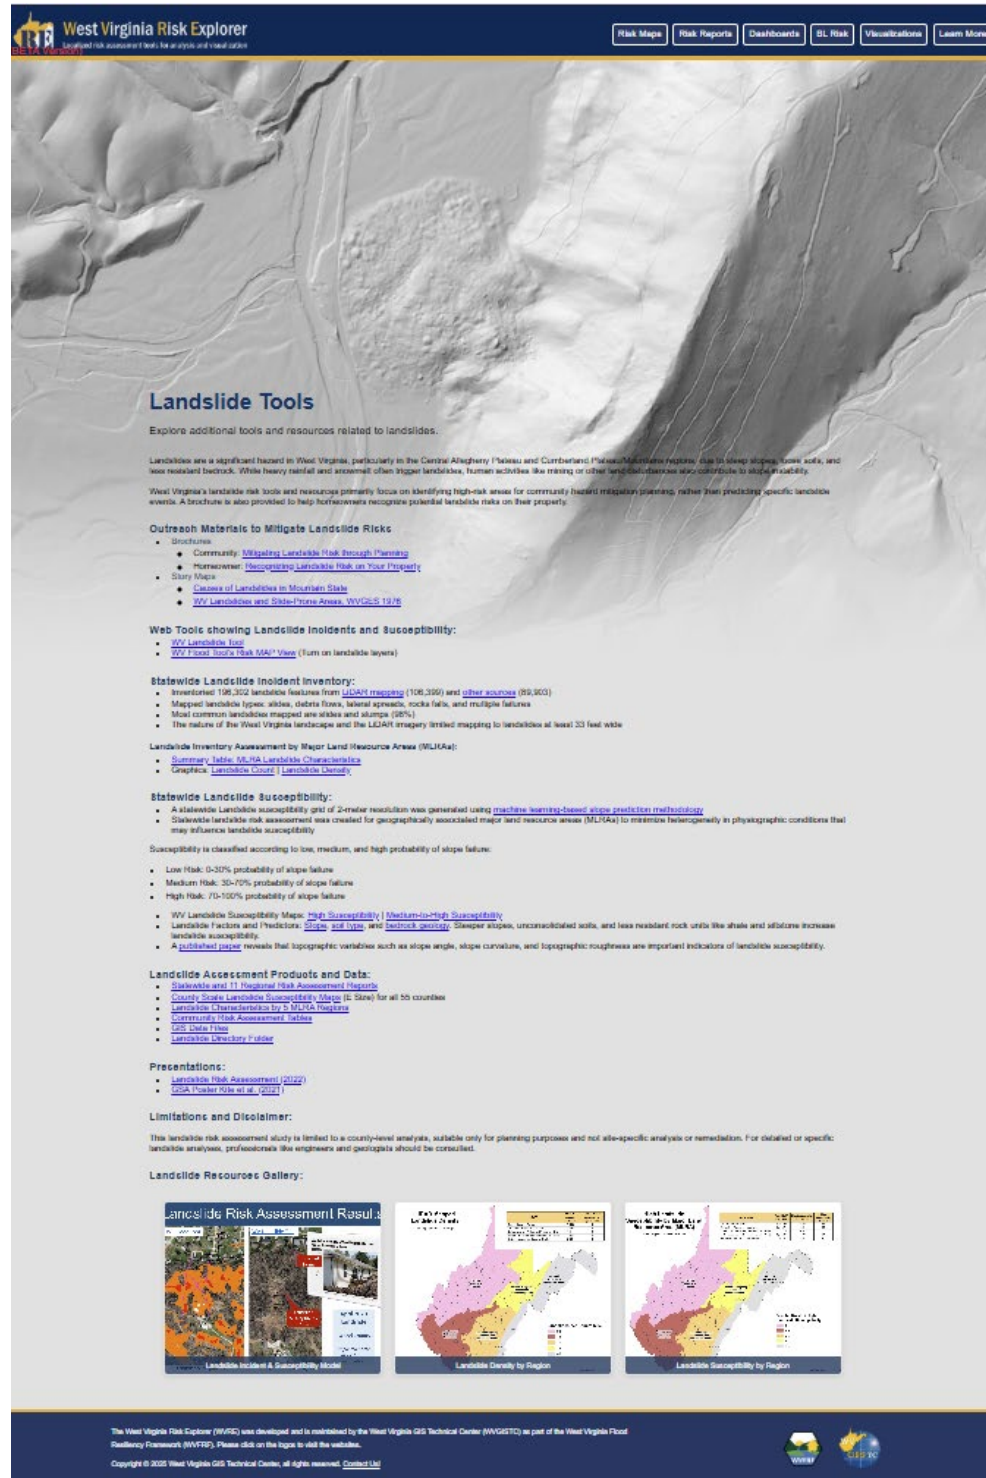 West Virginia Risk Explorer
Localized risk assessment tools for analysis and visualization
(BETA Version)
Risk Maps
Risk Reports
Dashboards
BL Risk
Visualizations
Learn More
Landslide Tools
Explore additional tools and resources related to landslides.
Landslides are a significant hazard in West Virginia, particularly in the Central Allegheny Plateau and Cumberland Plateau/Mountains regions, due to steep slopes, loose soils, and
less resistant bedrock. While heavy rainfall and snowmelt often trigger landslides, human activities like mining or other land disturbances also contribute to slope instability.
West Virginia's landslide risk tools and resources primarily focus on identifying high-risk areas for community hazard mitigation planning, rather than predicting specific landslide
events. A brochure is also provided to help homeowners recognize potential landslide risks on their property.
Outreach Materials to Mitigate Landslide Risks
Brochures
Community: Mitigating Landslide Risk through Planning
Homeowner: Recognizing Landslide Risk on Your Property
Story Maps
Causes of Landslides in Mountain State
WV Landslides and Slide-Prone Areas, WVGES 1976
Web Tools showing Landslide Incidents and Susceptibility:
WV Landslide Tool
WV Flood Tool's Risk MAP View (Turn on landslide layers)
Statewide Landslide Incident Inventory:
Inventoried 196,302 landslide features from LiDAR mapping (106,399) and other sources (89,903)
Mapped landslide types: slides, debris flows, lateral spreads, rocks falls, and multiple failures
Most common landslides mapped are slides and slumps (98%)
The nature of the West Virginia landscape and the LiDAR imagery limited mapping to landslides at least 33 feet wide
Landslide Inventory Assessment by Major Land Resource Areas (MLRAs):
Summary Table: MLRA Landslide Characteristics
Graphics: Landslide Count | Landslide Density
Statewide Landslide Susceptibility:
A statewide Landslide susceptibility grid of 2-meter resolution was generated using machine learning-based slope prediction methodology
Statewide landslide risk assessment was created for geographically associated major land resource areas (MLRAs) to minimize heterogeneity in physiographic conditions that
may influence landslide susceptibility
Susceptibility is classified according to low, medium, and high probability of slope failure:
Low Risk: 0-30% probability of slope failure
Medium Risk: 30-70% probability of slope failure
High Risk: 70-100% probability of slope failure
WV Landslide Susceptibility Maps: High Susceptibility | Medium-to-High Susceptibility
Landslide Factors and Predictors: Slope, soil type, and bedrock geology. Steeper slopes, unconsolidated soils, and less resistant rock units like shale and siltstone increase
landslide susceptibility.
A published paper reveals that topographic variables such as slope angle, slope curvature, and topographic roughness are important indicators of landslide susceptibility.
Landslide Assessment Products and Data:
Statewide and 11 Regional Risk Assessment Reports
County Scale Landslide Susceptibility Maps (E Size) for all 55 counties
Landslide Characteristics by 5 MLRA Regions
Community Risk Assessment Tables
GIS Data Files
Landslide Directory Folder
Presentations:
Landslide Risk Assessment (2022)
GSA Poster Kite et al. (2021)
Limitations and Disclaimer:
This landslide risk assessment study is limited to a county-level analysis, suitable only for planning purposes and not site-specific analysis or remediation. For detailed or specific
landslide analyses, professionals like engineers and geologists should be consulted.
Landslide Resources Gallery:
Landslide Risk Assessment Results
Landslide Incident & Susceptibility Model
Landslide Density by Region
Landslide Susceptibility by Region
The West Virginia Risk Explorer (WVRE) was developed and is maintained by the West Virginia GIS Technical Center (WVGISTC) as part of the West Virginia Flood
Resiliency Framework (WVFRF). Please click on the logos to visit the websites.
Copyright © 2025 West Virginia GIS Technical Center, all rights reserved. Contact Us!
WVFRF
GISTC